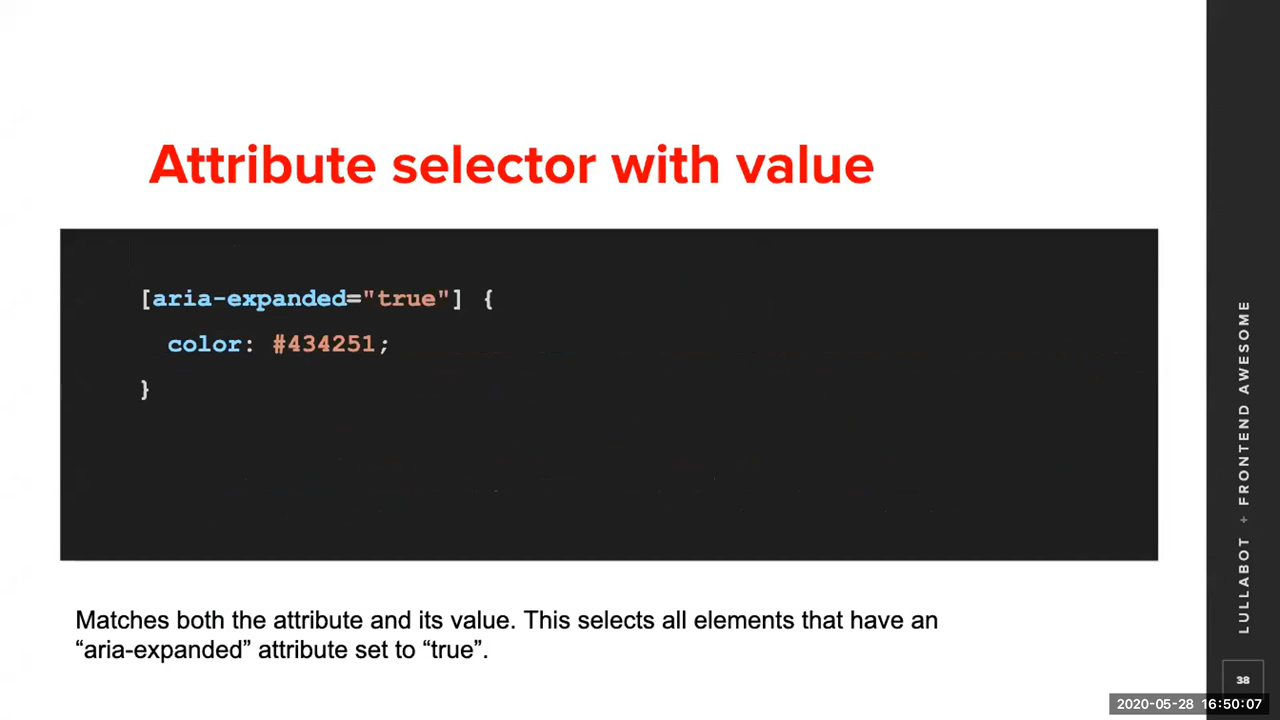 Attribute selector with value
[aria-expanded="true"] {
color: #434251;
}
Matches both the attribute and its value. This selects all elements that have an
“aria-expanded” attribute set to “true”.
LULLABOT + FRONTEND AWESOME
38
2020-05-28 16:50:07